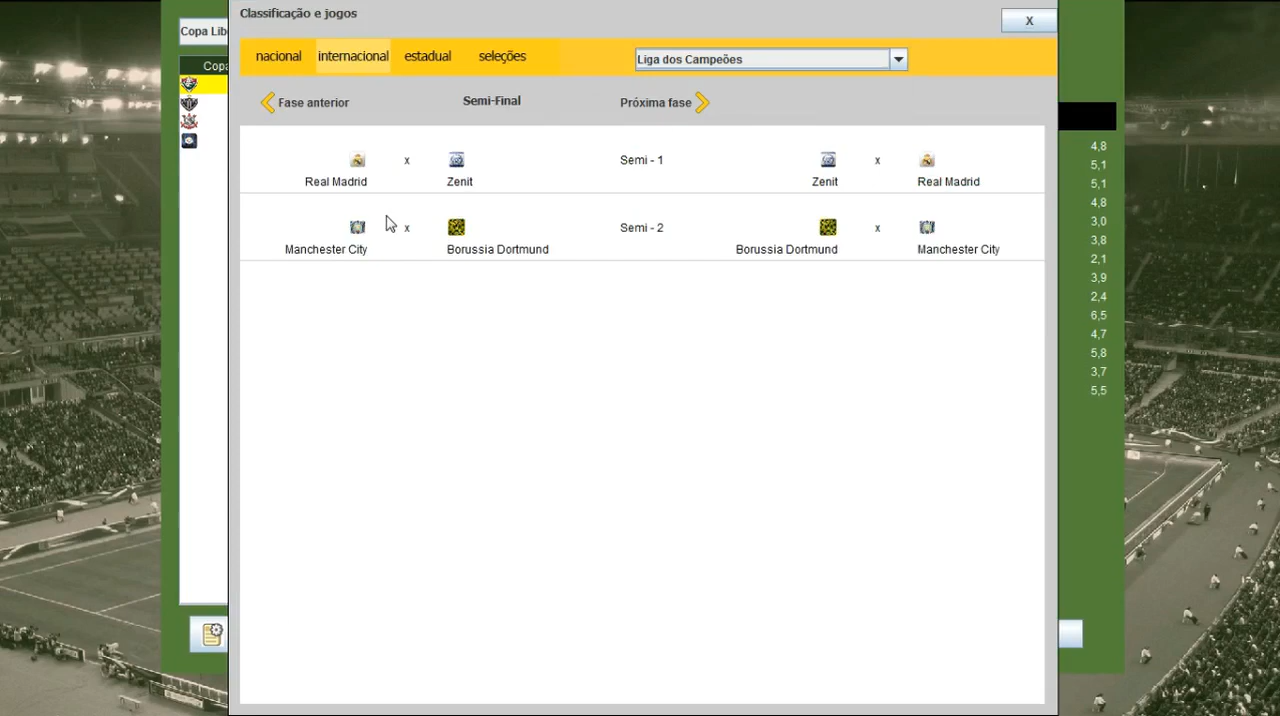 Classificação e jogos
X
Copa Lib
nacional internacional estadual seleções Liga dos Campeões
Copa
Fase anterior Semi-Final Próxima fase
x Semi - 1 x
Real Madrid Zenit Zenit Real Madrid
x Semi - 2 x
Manchester City Borussia Dortmund Borussia Dortmund Manchester City
4,8
5,1
5,1
4,8
3,0
3,8
2,1
3,9
2,4
6,5
4,7
5,8
3,7
5,5